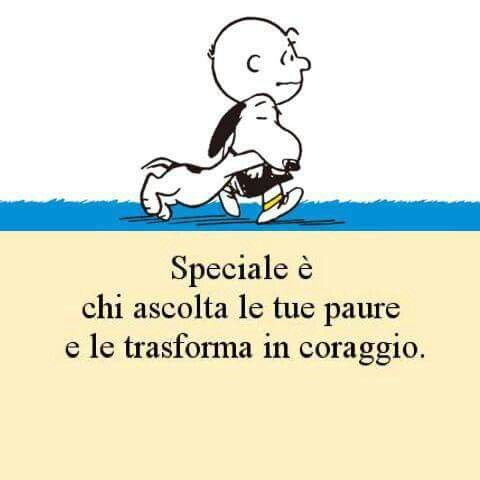 Speciale è
chi ascolta le tue paure
e le trasforma in coraggio.